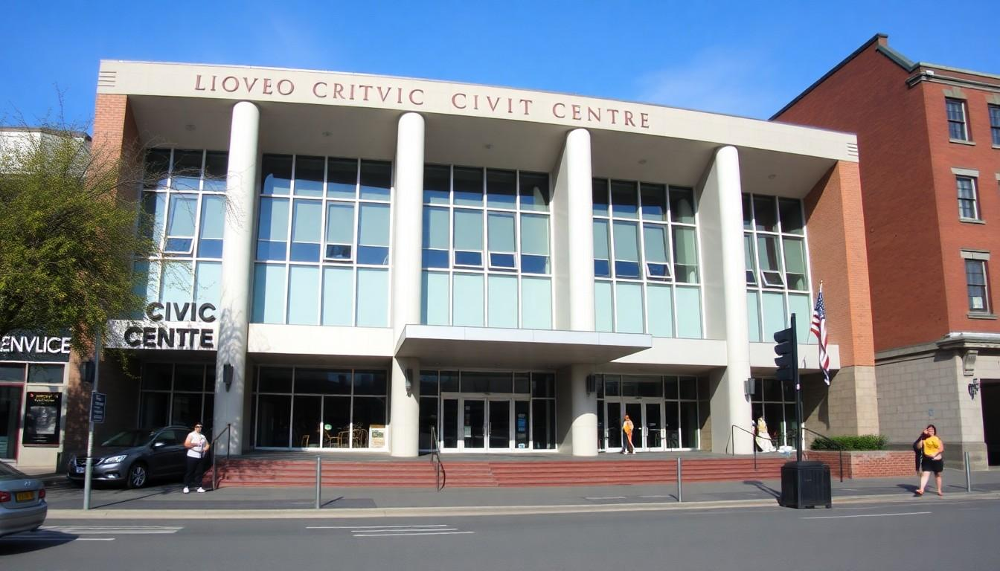 LIOVEO CRITVIC CIVIT CENTRE
CIVIC
CENTTE
ENVLICE